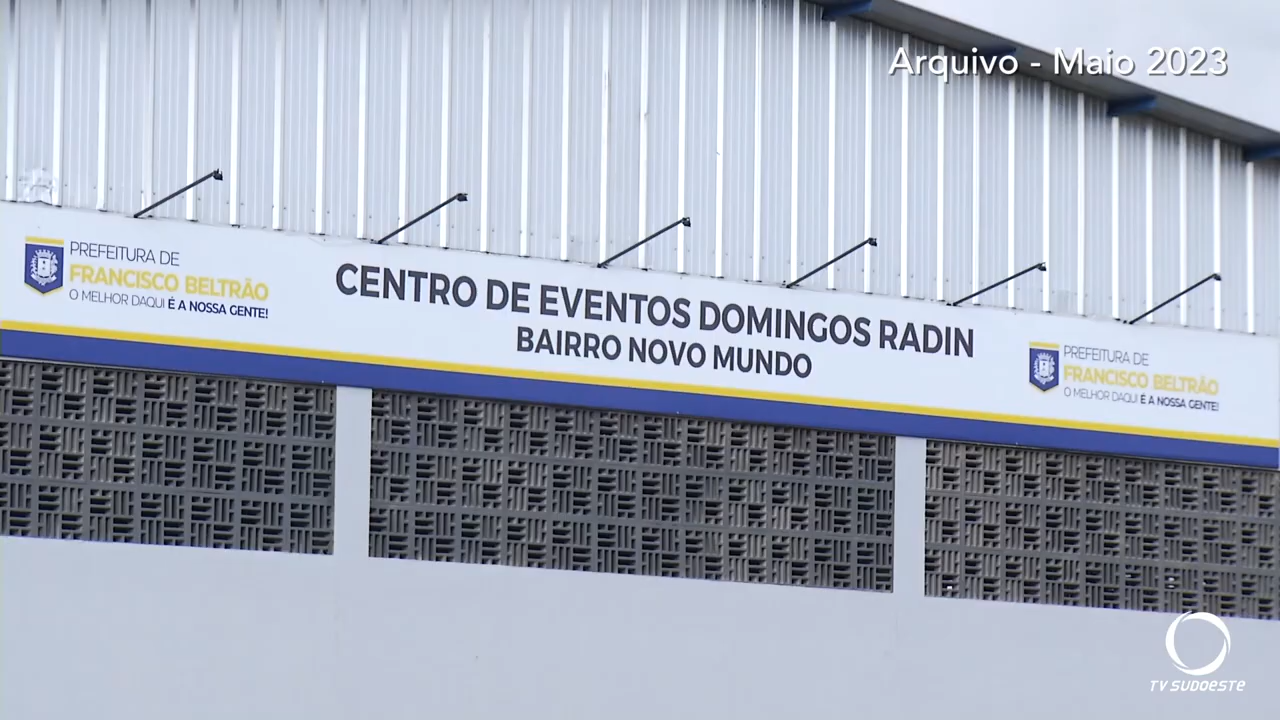 Arquivo - Maio 2023
PREFEITURA DE
FRANCISCO BELTRÃO
O MELHOR DAQUI É A NOSSA GENTE!
CENTRO DE EVENTOS DOMINGOS RADIN
BAIRRO NOVO MUNDO
PREFEITURA DE
FRANCISCO BELTRÃO
O MELHOR DAQUI É A NOSSA GENTE!
TV SUDOESTE